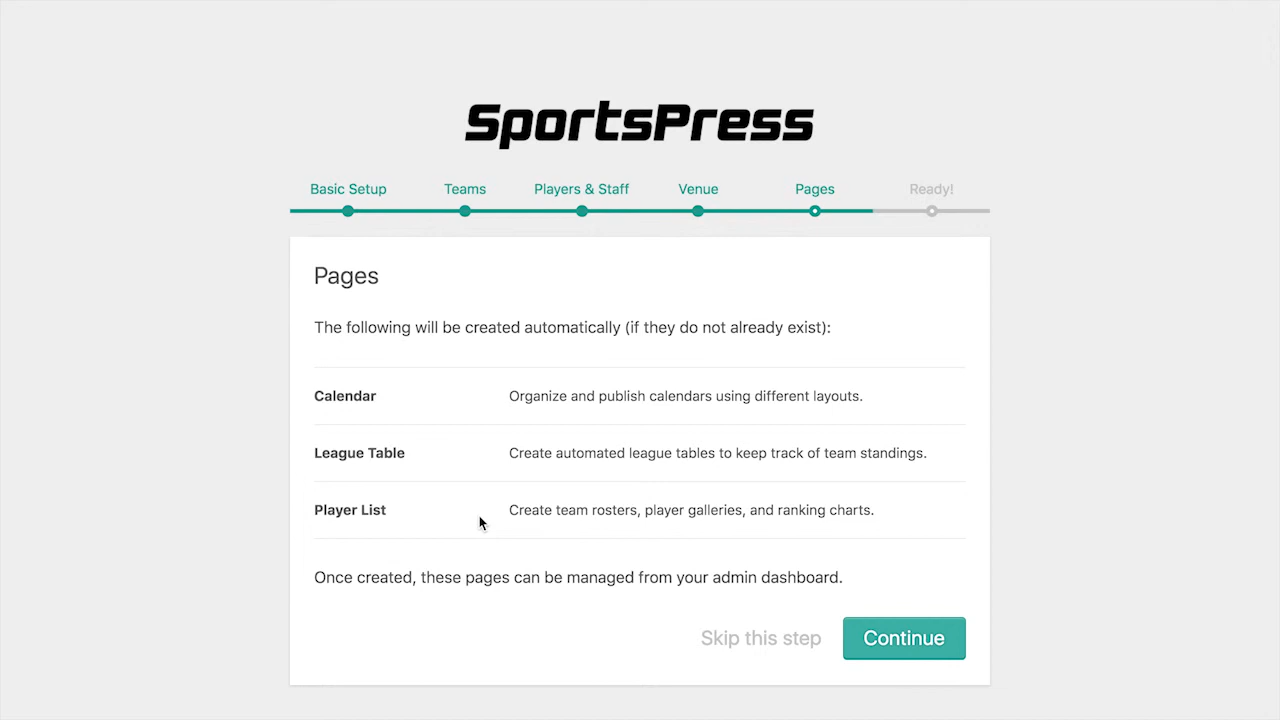 SportsPress
Basic Setup Teams Players & Staff Venue Pages Ready!
Pages
The following will be created automatically (if they do not already exist):
Calendar Organize and publish calendars using different layouts.
League Table Create automated league tables to keep track of team standings.
Player List Create team rosters, player galleries, and ranking charts.
Once created, these pages can be managed from your admin dashboard.
Skip this step Continue